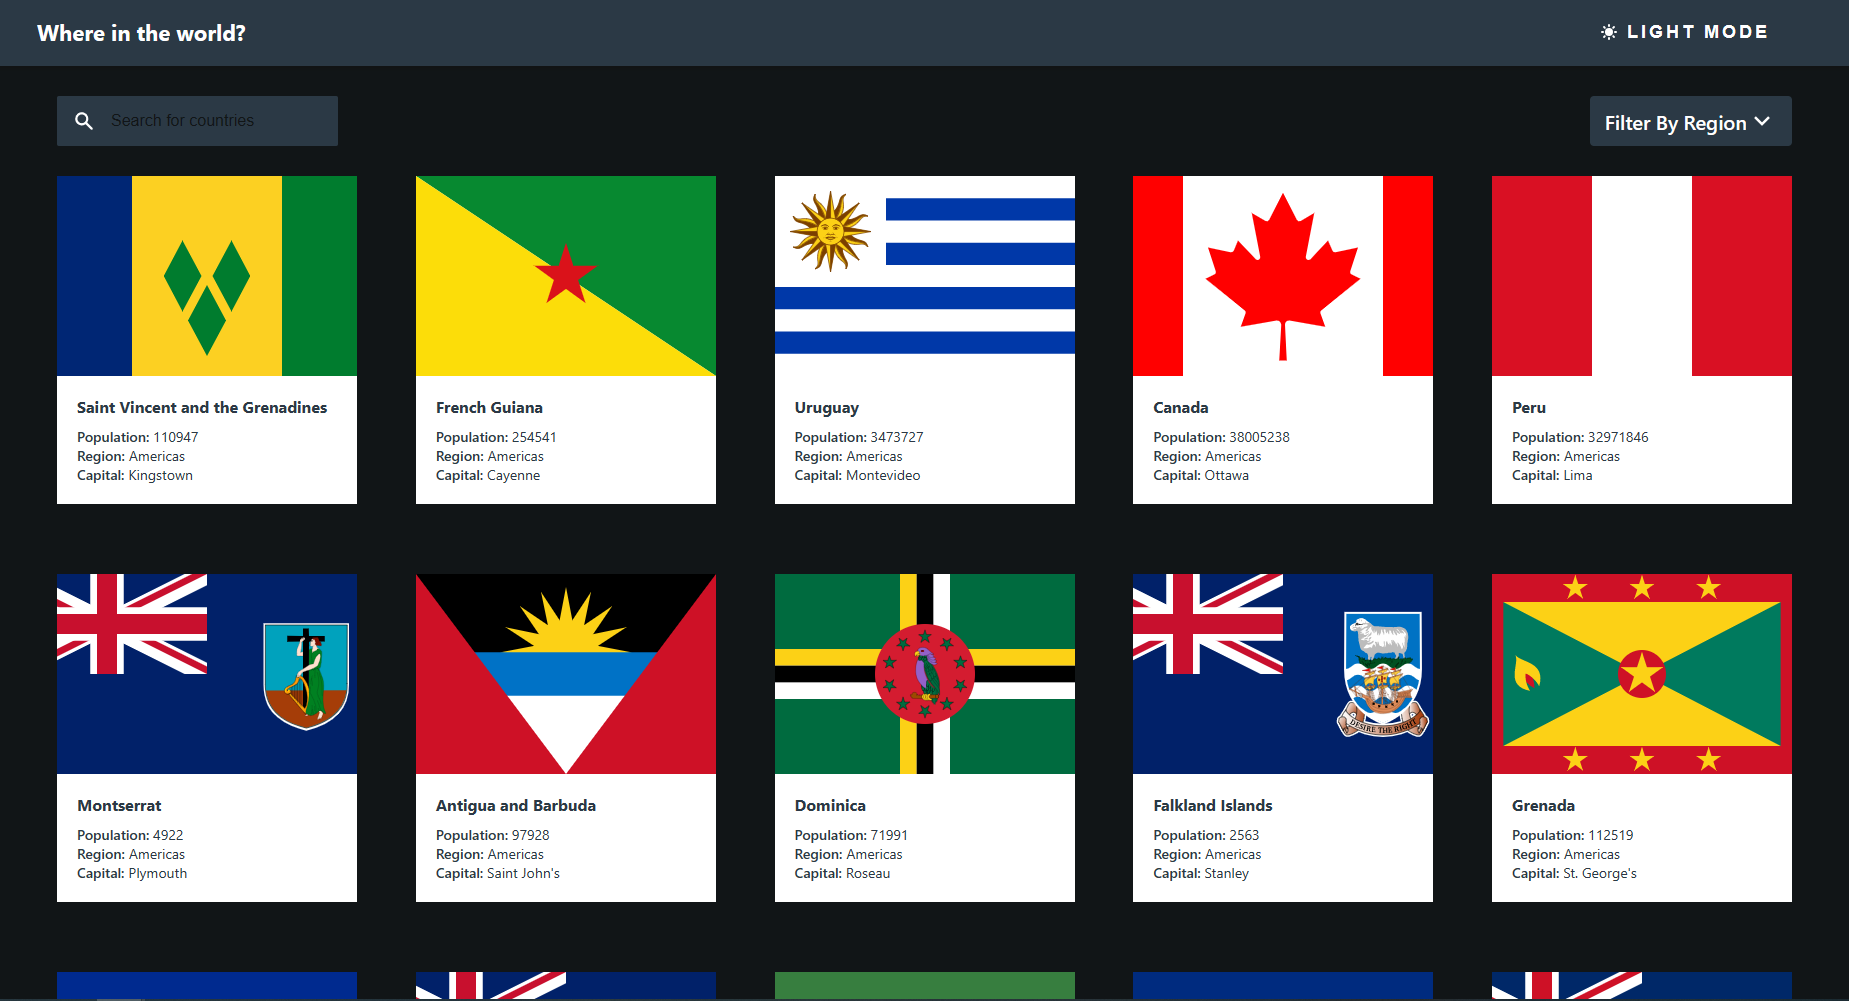 Where in the world?
LIGHT MODE
Search for countries
Filter By Region
Saint Vincent and the Grenadines
Population: 110947
Region: Americas
Capital: Kingstown
French Guiana
Population: 254541
Region: Americas
Capital: Cayenne
Uruguay
Population: 3473727
Region: Americas
Capital: Montevideo
Canada
Population: 38005238
Region: Americas
Capital: Ottawa
Peru
Population: 32971846
Region: Americas
Capital: Lima
Montserrat
Population: 4922
Region: Americas
Capital: Plymouth
Antigua and Barbuda
Population: 97928
Region: Americas
Capital: Saint John's
Dominica
Population: 71991
Region: Americas
Capital: Roseau
DESIRE THE RIGHT
Falkland Islands
Population: 2563
Region: Americas
Capital: Stanley
Grenada
Population: 112519
Region: Americas
Capital: St. George's